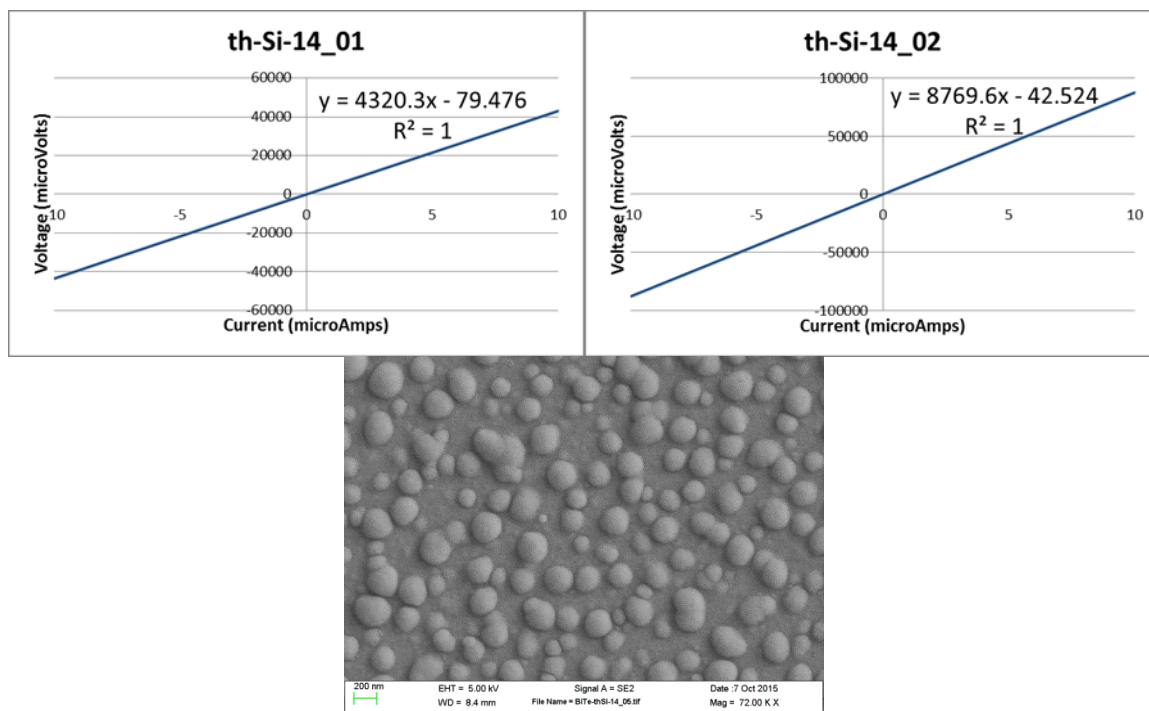 th-Si-14_01
60000
40000
20000
0
-20000
-40000
-60000
10
-5
0
5
10
y = 4320.3x - 79.476
R² = 1
Voltage (microVolts)
Current (microAmps)
th-Si-14_02
100000
50000
0
-50000
-100000
10
-5
0
5
10
y = 8769.6x - 42.524
R² = 1
Voltage (microVolts)
Current (microAmps)
200 nm
EHT = 5.00 kV
WD = 8.4 mm
Signal A = SE2
File Name = BiTe-thSi-14_05.tif
Date :7 Oct 2015
Mag = 72.00 K X